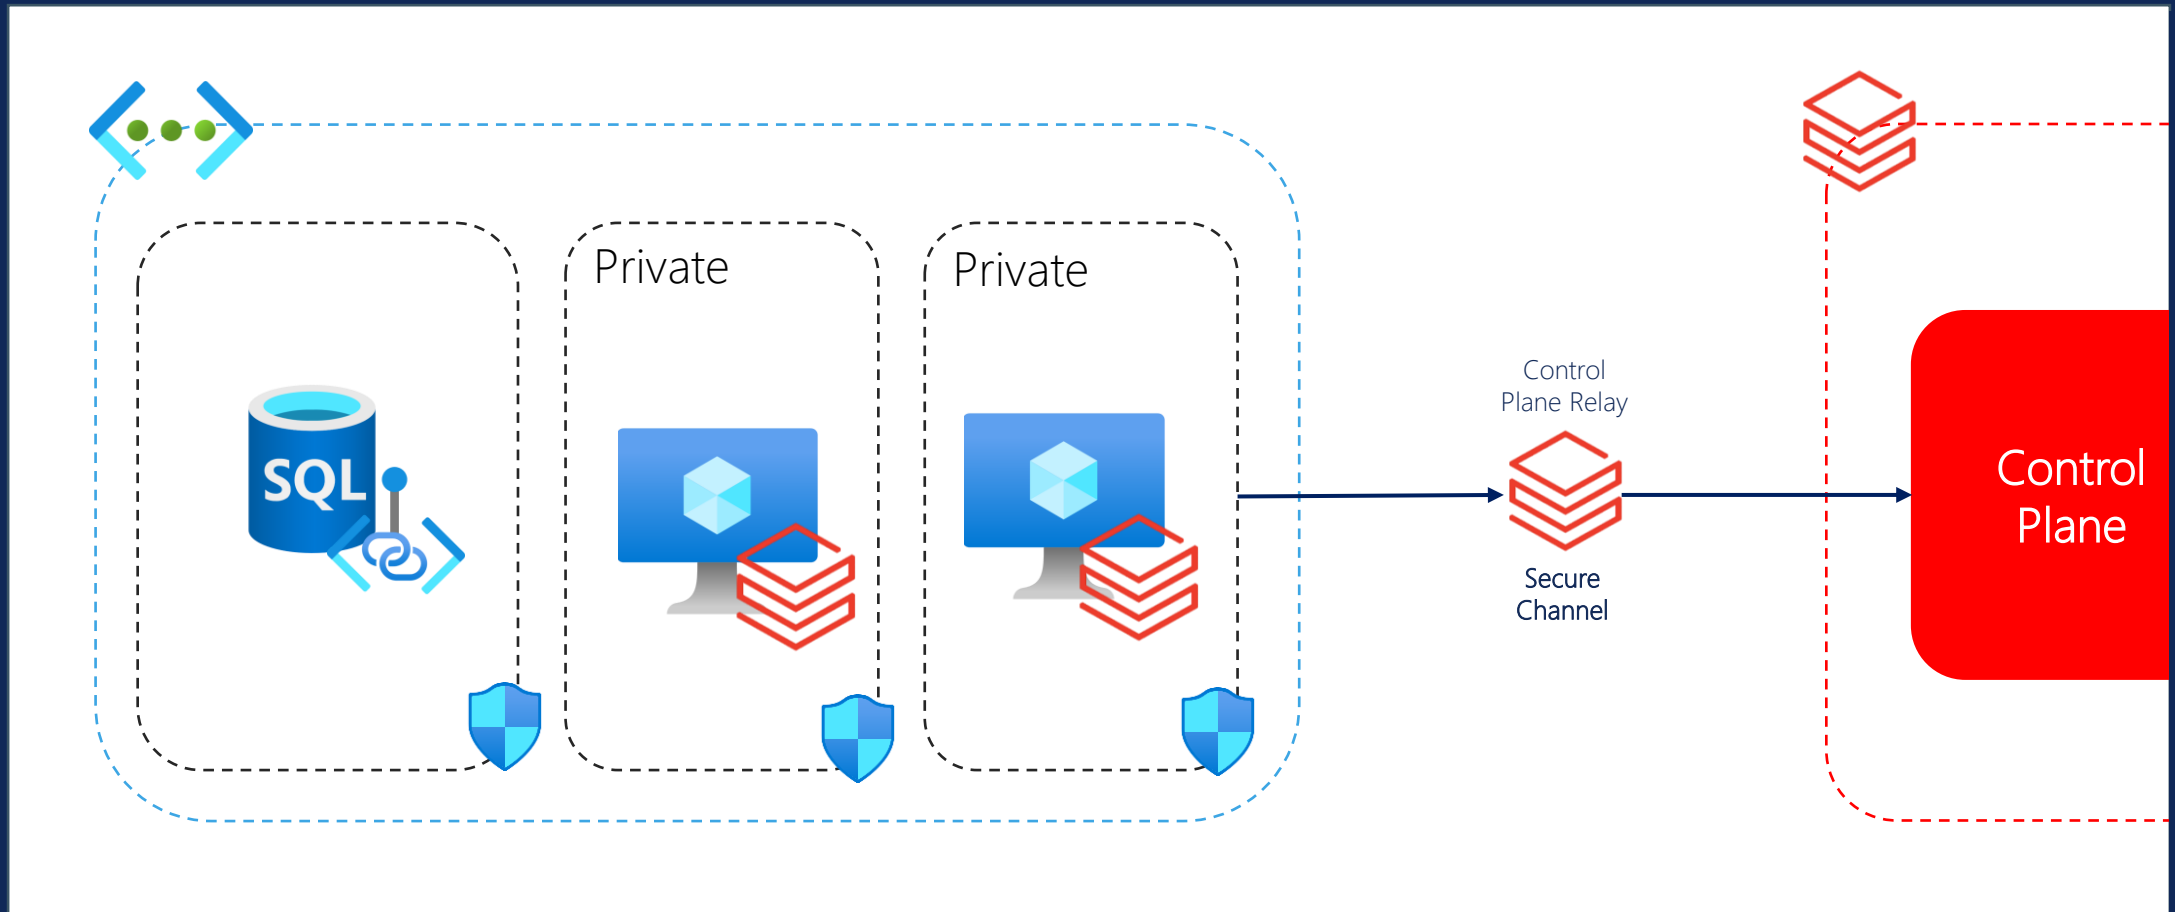 Private
Private
SQL
Control
Plane Relay
Secure
Channel
Control
Plane